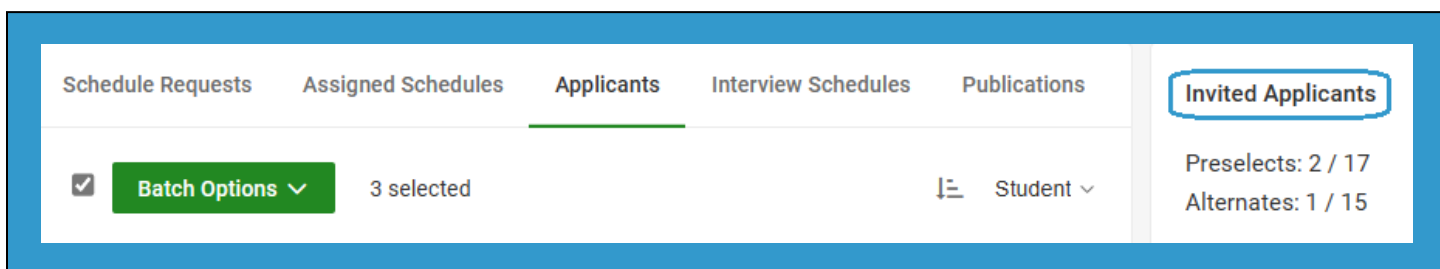 Schedule Requests Assigned Schedules Applicants Interview Schedules Publications
Batch Options 3 selected Student
Invited Applicants
Preselects: 2 / 17
Alternates: 1 / 15